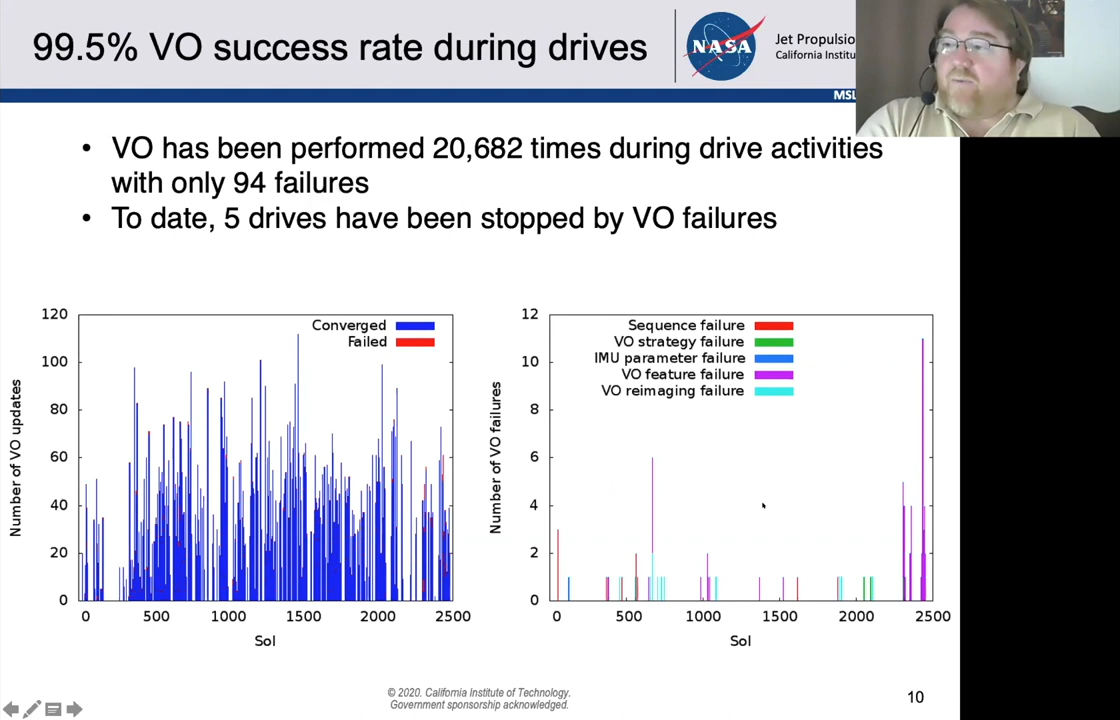 99.5% VO success rate during drives
NASA
Jet Propulsio
California Institu
MSL
• VO has been performed 20,682 times during drive activities
with only 94 failures
• To date, 5 drives have been stopped by VO failures
Number of VO updates
120
100
80
60
40
20
0
Converged
Failed
0 500 1000 1500 2000 2500
Sol
Number of VO failures
12
10
8
6
4
2
0
Sequence failure
VO strategy failure
IMU parameter failure
VO feature failure
VO reimaging failure
0 500 1000 1500 2000 2500
Sol
© 2020. California Institute of Technology.
Government sponsorship acknowledged.
10